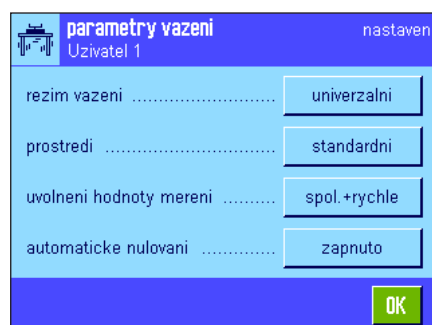 parametry vazeni
nastaven
Uzivatel 1
rezim vazeni .......................... univerzalni
prostredi ............................... standardni
uvolneni hodnoty mereni ......... spol.+rychle
automaticke nulovani ............. zapnuto
OK